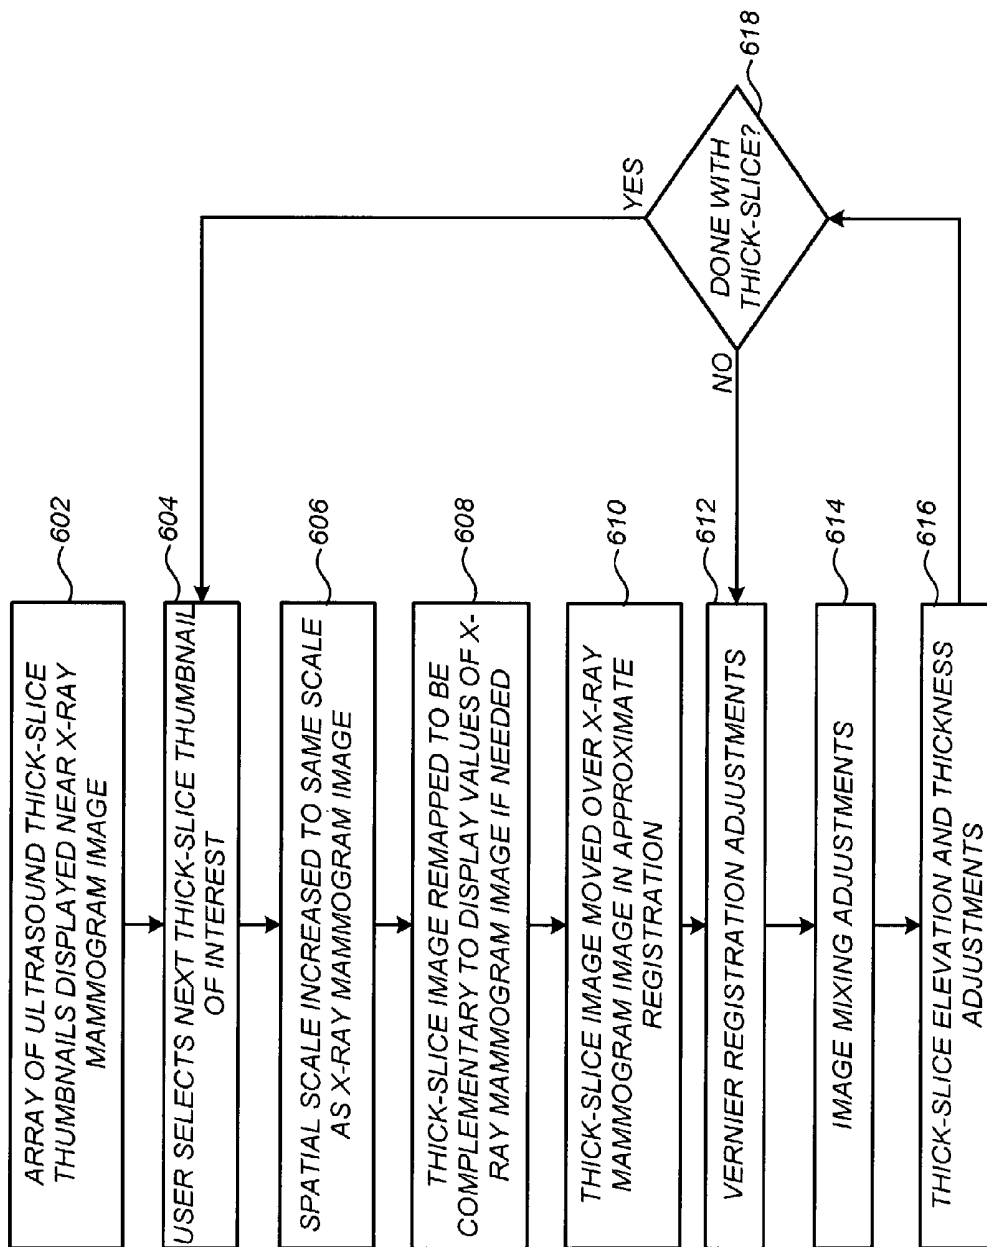 ARRAY OF ULTRASOUND THICK-SLICE
THUMBNAILS DISPLAYED NEAR X-RAY
MAMMOGRAM IMAGE
602
USER SELECTS NEXT THICK-SLICE THUMBNAIL
OF INTEREST
604
SPATIAL SCALE INCREASED TO SAME SCALE
AS X-RAY MAMMOGRAM IMAGE
606
THICK-SLICE IMAGE REMAPPED TO BE
COMPLEMENTARY TO DISPLAY VALUES OF X-
RAY MAMMOGRAM IMAGE IF NEEDED
608
THICK-SLICE IMAGE MOVED OVER X-RAY
MAMMOGRAM IMAGE IN APPROXIMATE
REGISTRATION
610
VERNIER REGISTRATION ADJUSTMENTS
612
IMAGE MIXING ADJUSTMENTS
614
THICK-SLICE ELEVATION AND THICKNESS
ADJUSTMENTS
616
DONE WITH
THICK-SLICE?
618
NO
YES